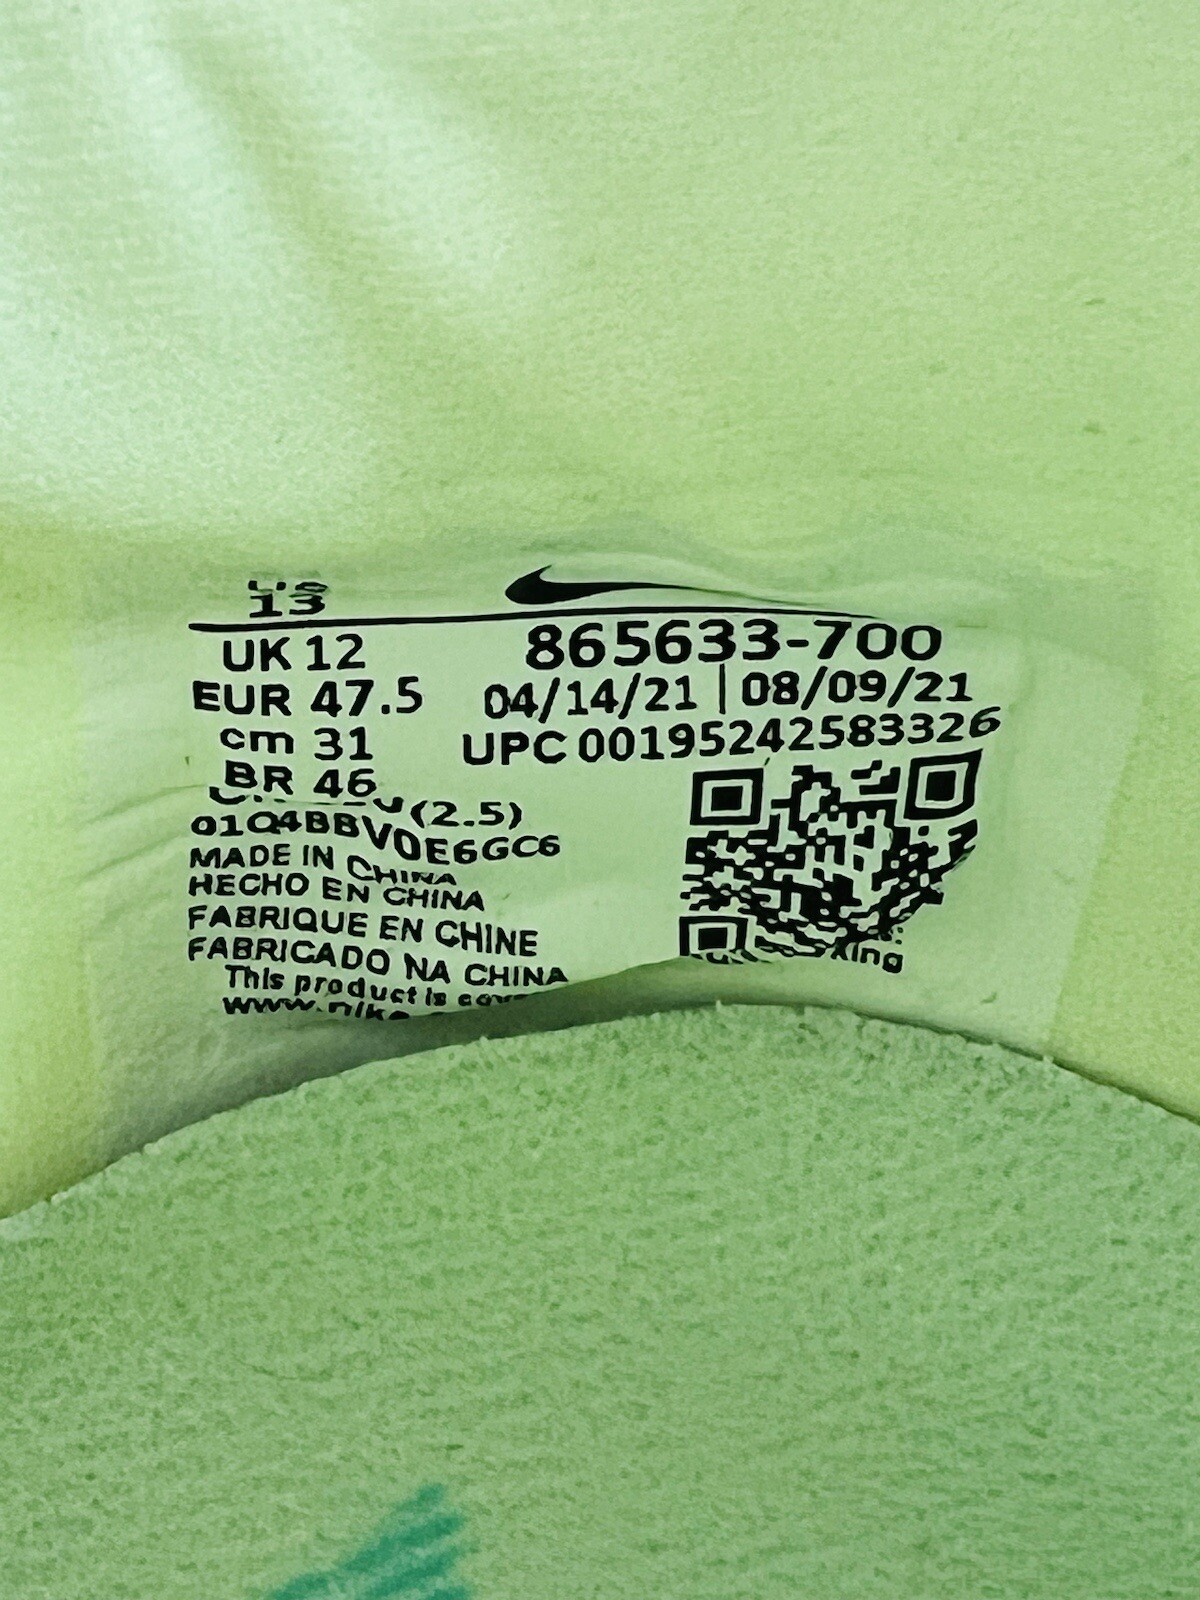 US
13
UK 12
EUR 47.5
cm 31
BR 46
865633-700
04/14/21 | 08/09/21
UPC 00195242583326
(2.5)
01Q4BBV0E6GC6
MADE IN CHINA
HECHO EN CHINA
FABRIQUE EN CHINE
FABRICADO NA CHINA
This product is